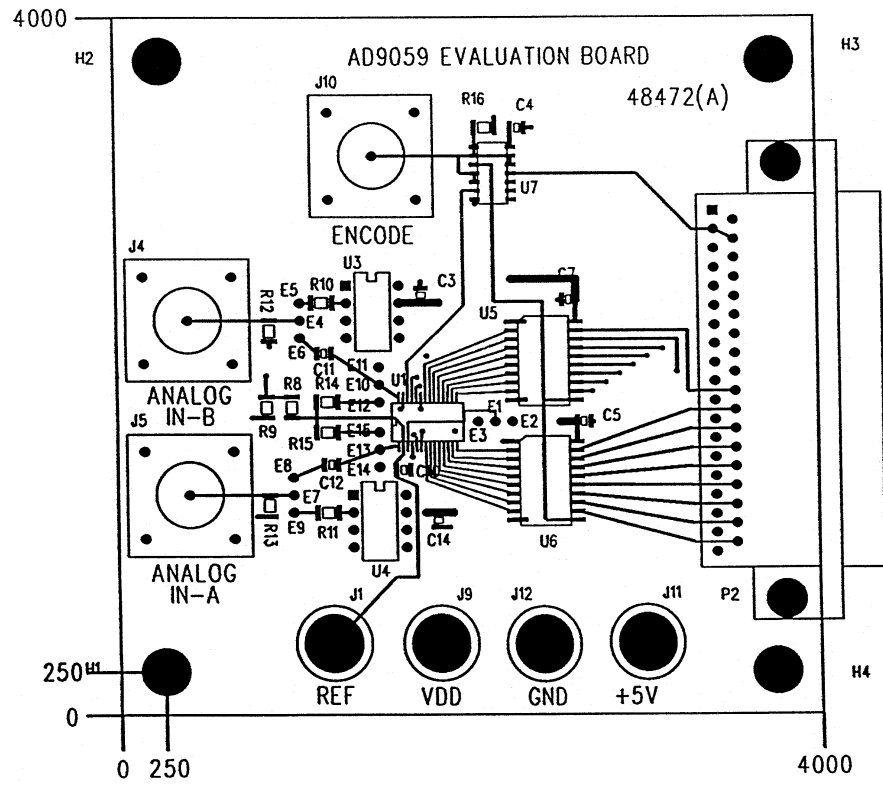 4000
H2
AD9059 EVALUATION BOARD
H3
J10
R16
C4
48472(A)
U7
ENCODE
J4
U3
E5
R10
C3
C7
R12
E4
U5
E6
C11
E11
R8
R14
E10
U1
ANALOG
IN-B
E12
E1
J5
R9
R15
E15
E3
E2
C5
E13
E8
C12
E14
C10
E7
E9
R13
R11
C14
U6
ANALOG
IN-A
U4
J1
J9
J12
J11
P2
250
H1
H4
REF
VDD
GND
+5V
0
0
250
4000